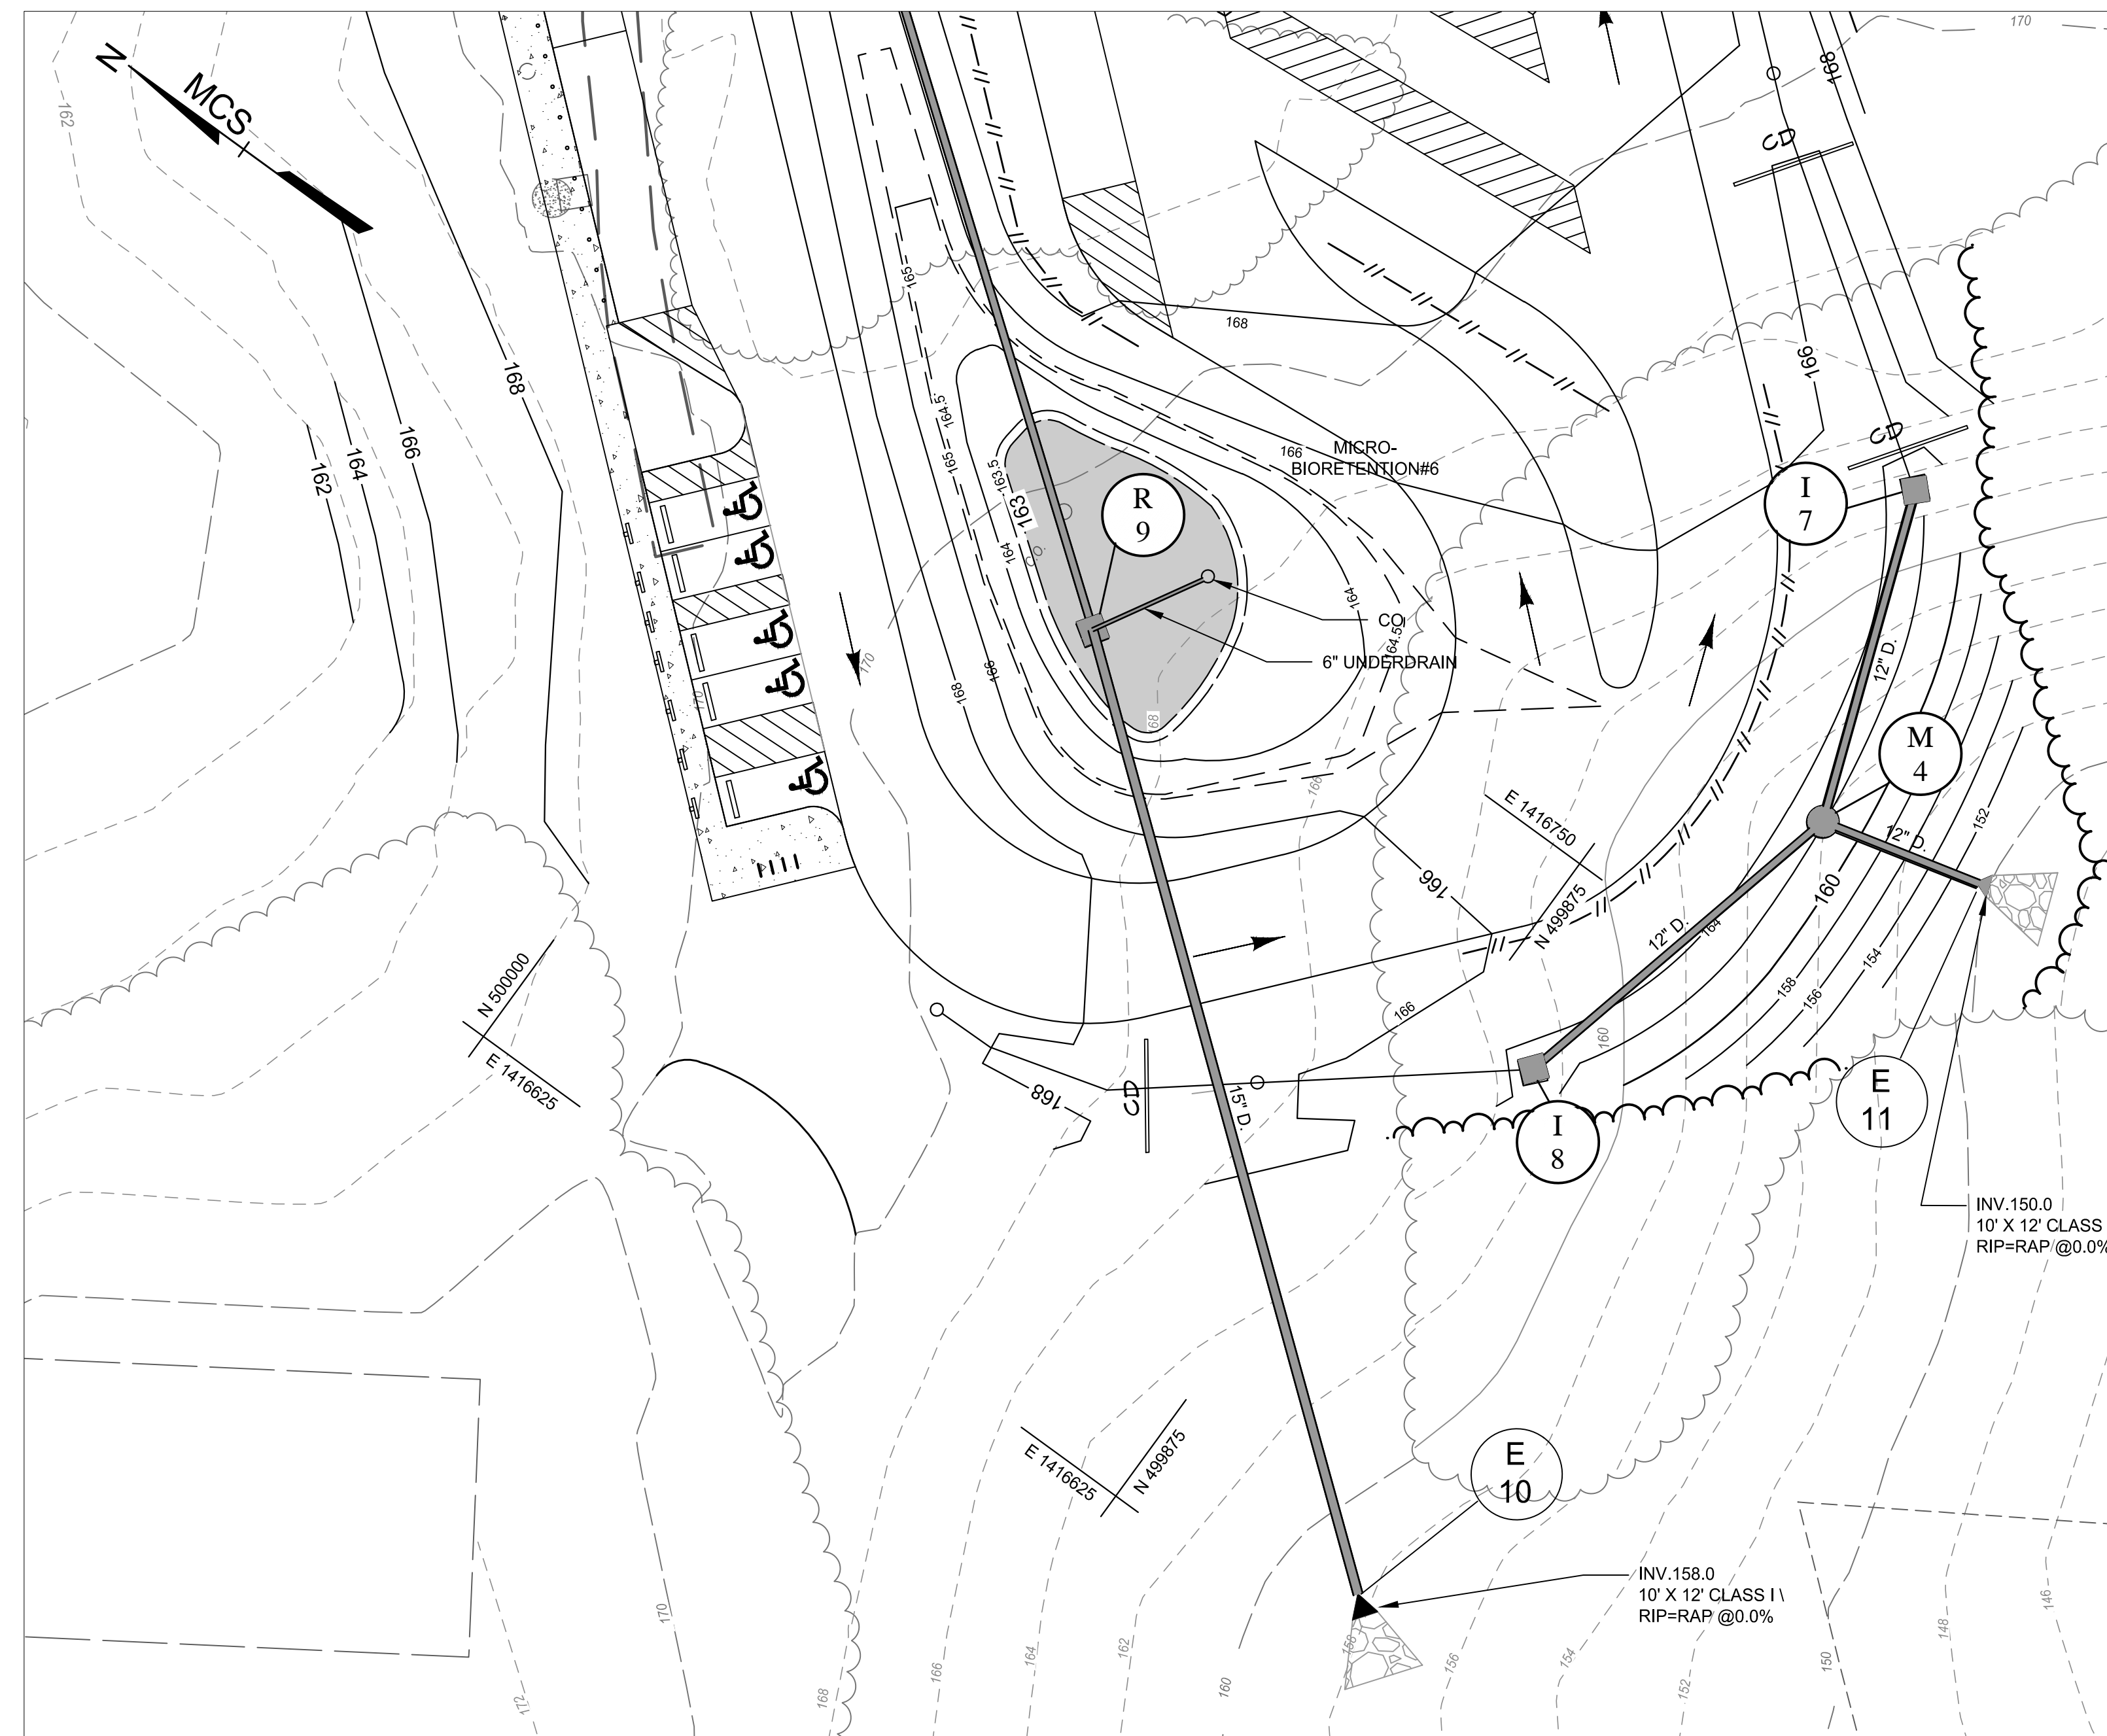 170
162
N
MCS
168
CD
165
168
166
168
166
164
162
165
164.5
163.5
163
164
C.O.
R
9
166
MICRO-
BIORETENTION#6
CD
I
7
164
CO
164.5
6" UNDERDRAIN
170
170
168
166
68
166
12" D.
M
4
E 1416750
N 499875
166
12" D.
152
160
12" D.
164
154
158
156
N 500000
E 1416625
166
160
168
CD
15" D.
I
8
E
11
INV.150.0
10' X 12' CLASS
RIP=RAP @0.0%
E 1416625
N 499875
E
10
INV.158.0
10' X 12' CLASS I \
RIP=RAP @0.0%
172
170
168
166
164
162
160
158
156
154
152
150
148
146